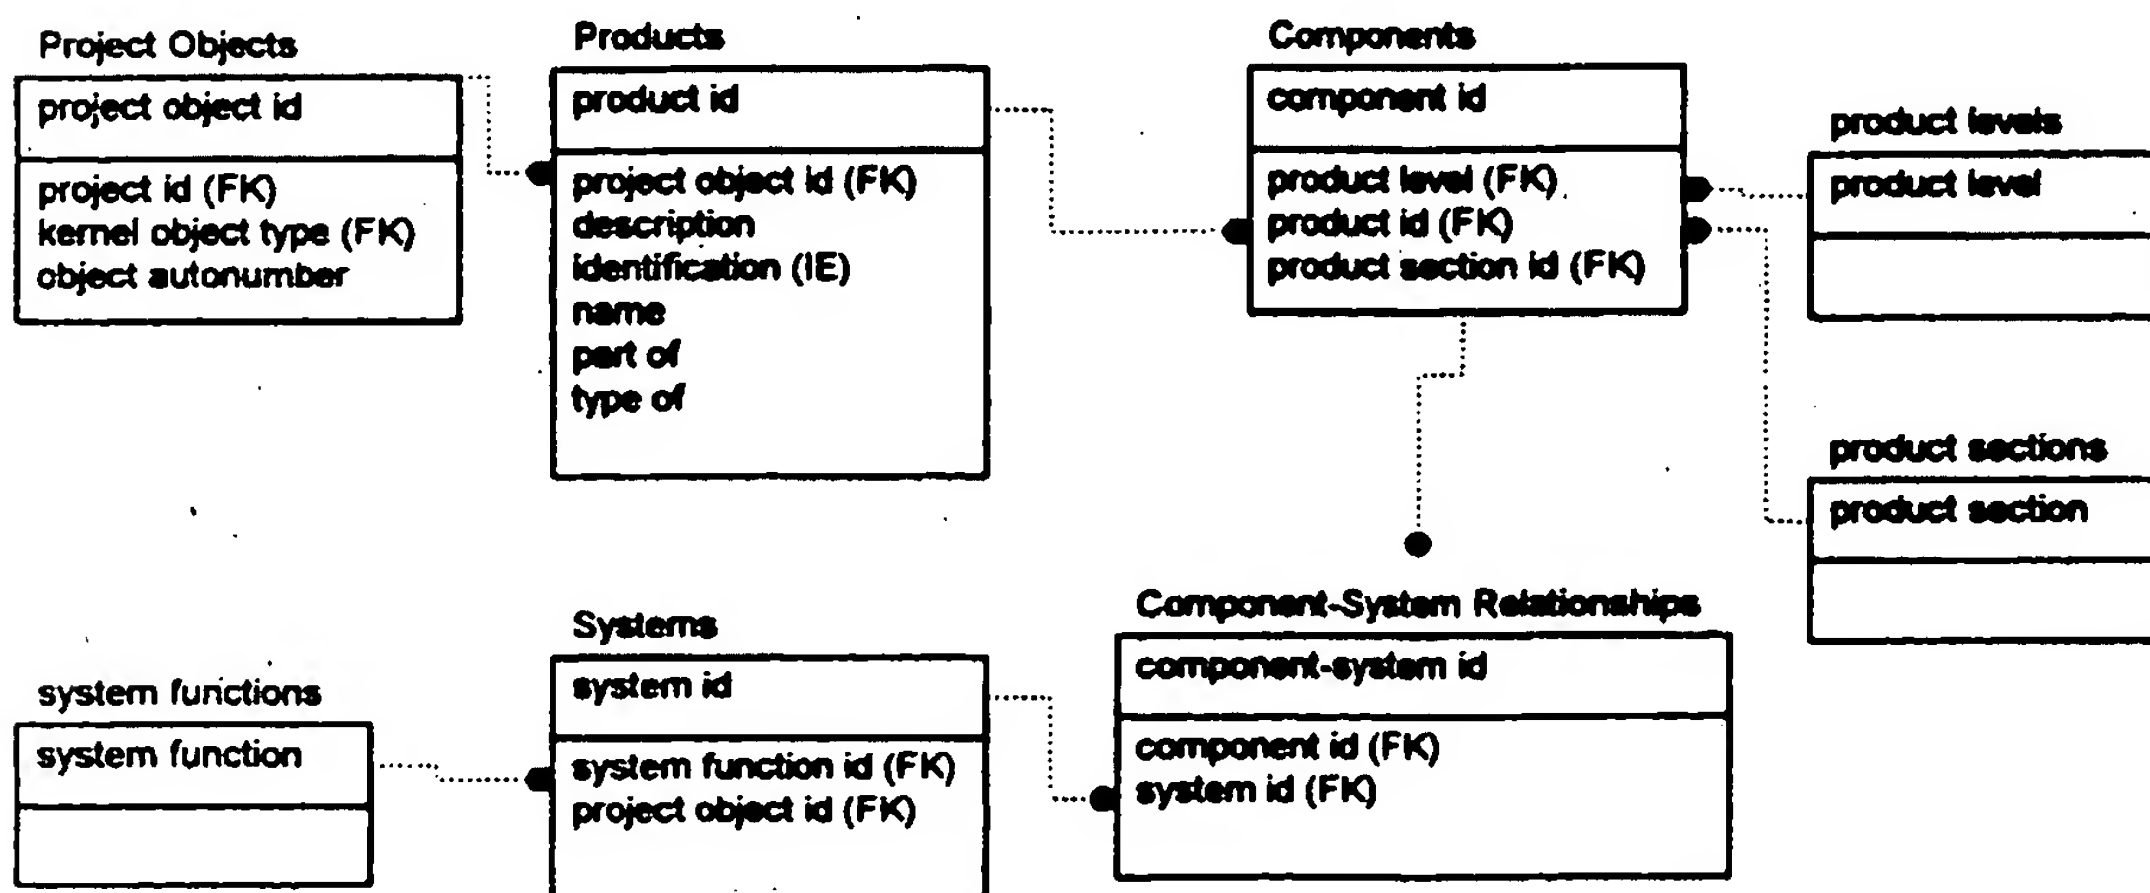 Project Objects
project object id
project id (FK)
kernel object type (FK)
object autonumber
Products
product id
project object id (FK)
description
identification (IE)
name
part of
type of
Components
component id
product level (FK)
product id (FK)
product section id (FK)
product levels
product level
product sections
product section
system functions
system function
Systems
system id
system function id (FK)
project object id (FK)
Component-System Relationships
component-system id
component id (FK)
system id (FK)